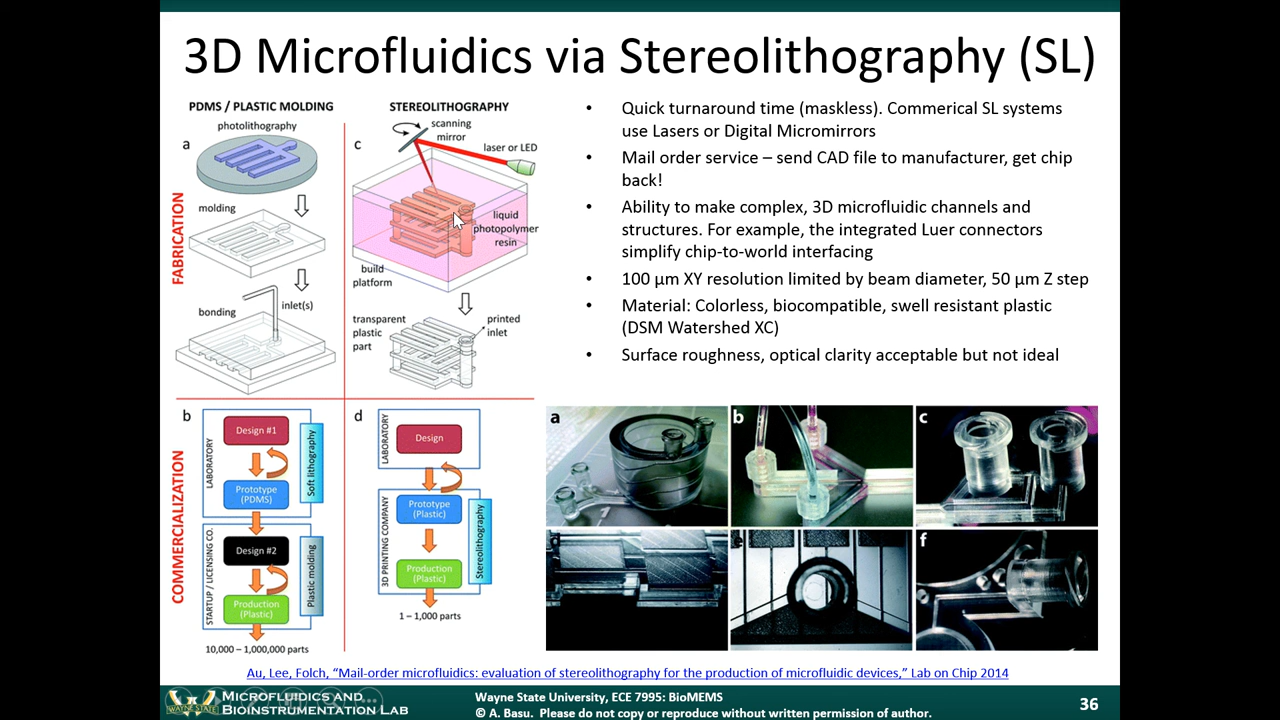 3D Microfluidics via Stereolithography (SL)
PDMS / PLASTIC MOLDING
photolithography
a
molding
bonding
inlet(s)
FABRICATION
STEREOLITHOGRAPHY
scanning
mirror
c
laser or LED
liquid
photopolymer
resin
build
platform
transparent
plastic
part
printed
inlet
b
COMMERCIALIZATION
LABORATORY
Design #1
Prototype
(PDMS)
Soft lithography
STARTUP / LICENSING CO.
Design #2
Production
(Plastic)
Plastic molding
10,000 – 1,000,000 parts
d
LABORATORY
Design
3D PRINTING COMPANY
Prototype
(Plastic)
Production
(Plastic)
Stereolithography
1 – 1,000 parts
• Quick turnaround time (maskless). Commerical SL systems
use Lasers or Digital Micromirrors
• Mail order service – send CAD file to manufacturer, get chip
back!
• Ability to make complex, 3D microfluidic channels and
structures. For example, the integrated Luer connectors
simplify chip-to-world interfacing
• 100 µm XY resolution limited by beam diameter, 50 µm Z step
• Material: Colorless, biocompatible, swell resistant plastic
(DSM Watershed XC)
• Surface roughness, optical clarity acceptable but not ideal
a
b
c
f
Au, Lee, Folch, “Mail-order microfluidics: evaluation of stereolithography for the production of microfluidic devices,” Lab on Chip 2014
MICROFLUIDICS AND
BIOINSTRUMENTATION LAB
Wayne State University, ECE 7995: BioMEMS
© A. Basu. Please do not copy or reproduce without written permission of author.
36